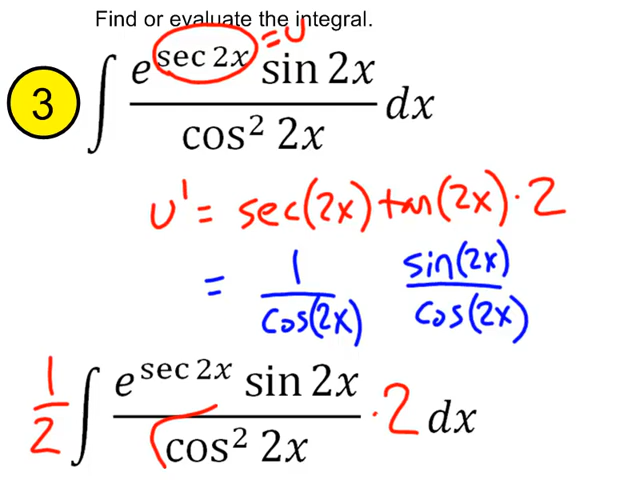 Find or evaluate the integral.
3 ∫ e^(sec 2x) sin 2x / cos² 2x dx
= u
u' = sec(2x) tan(2x) · 2
= 1/cos(2x) sin(2x)/cos(2x)
1/2 ∫ e^(sec 2x) sin 2x / cos² 2x · 2 dx